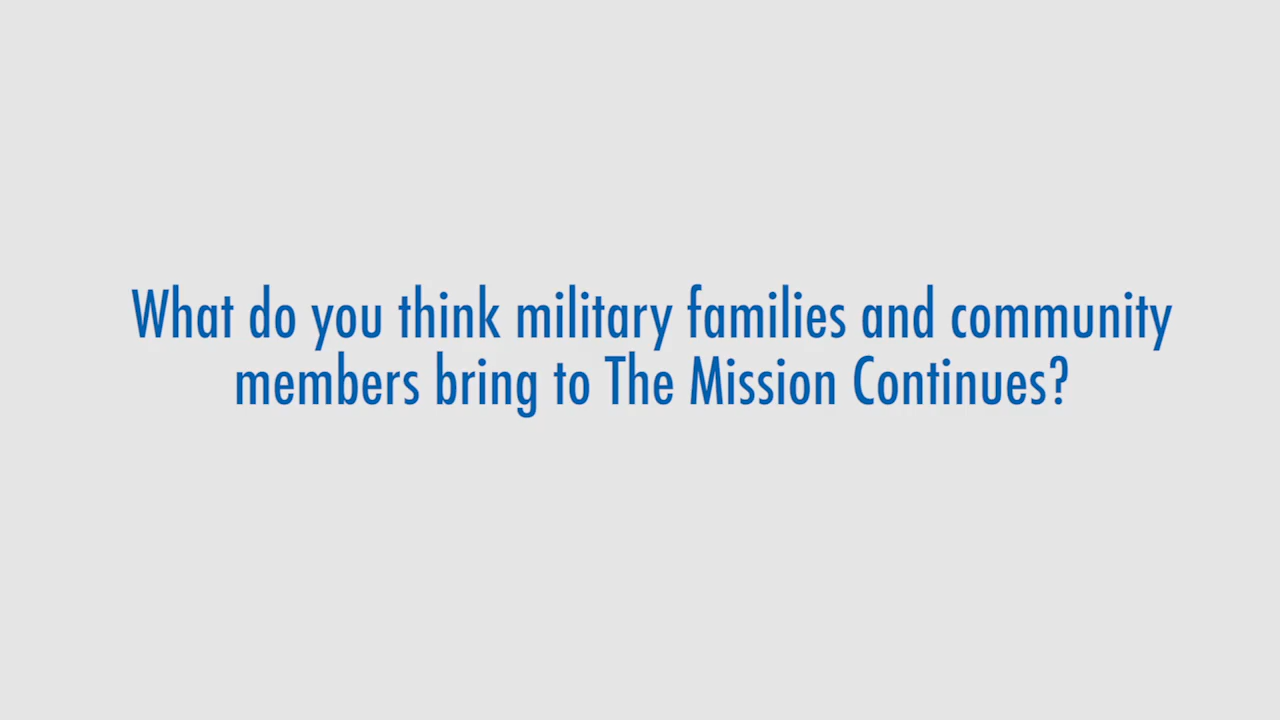 What do you think military families and community
members bring to The Mission Continues?